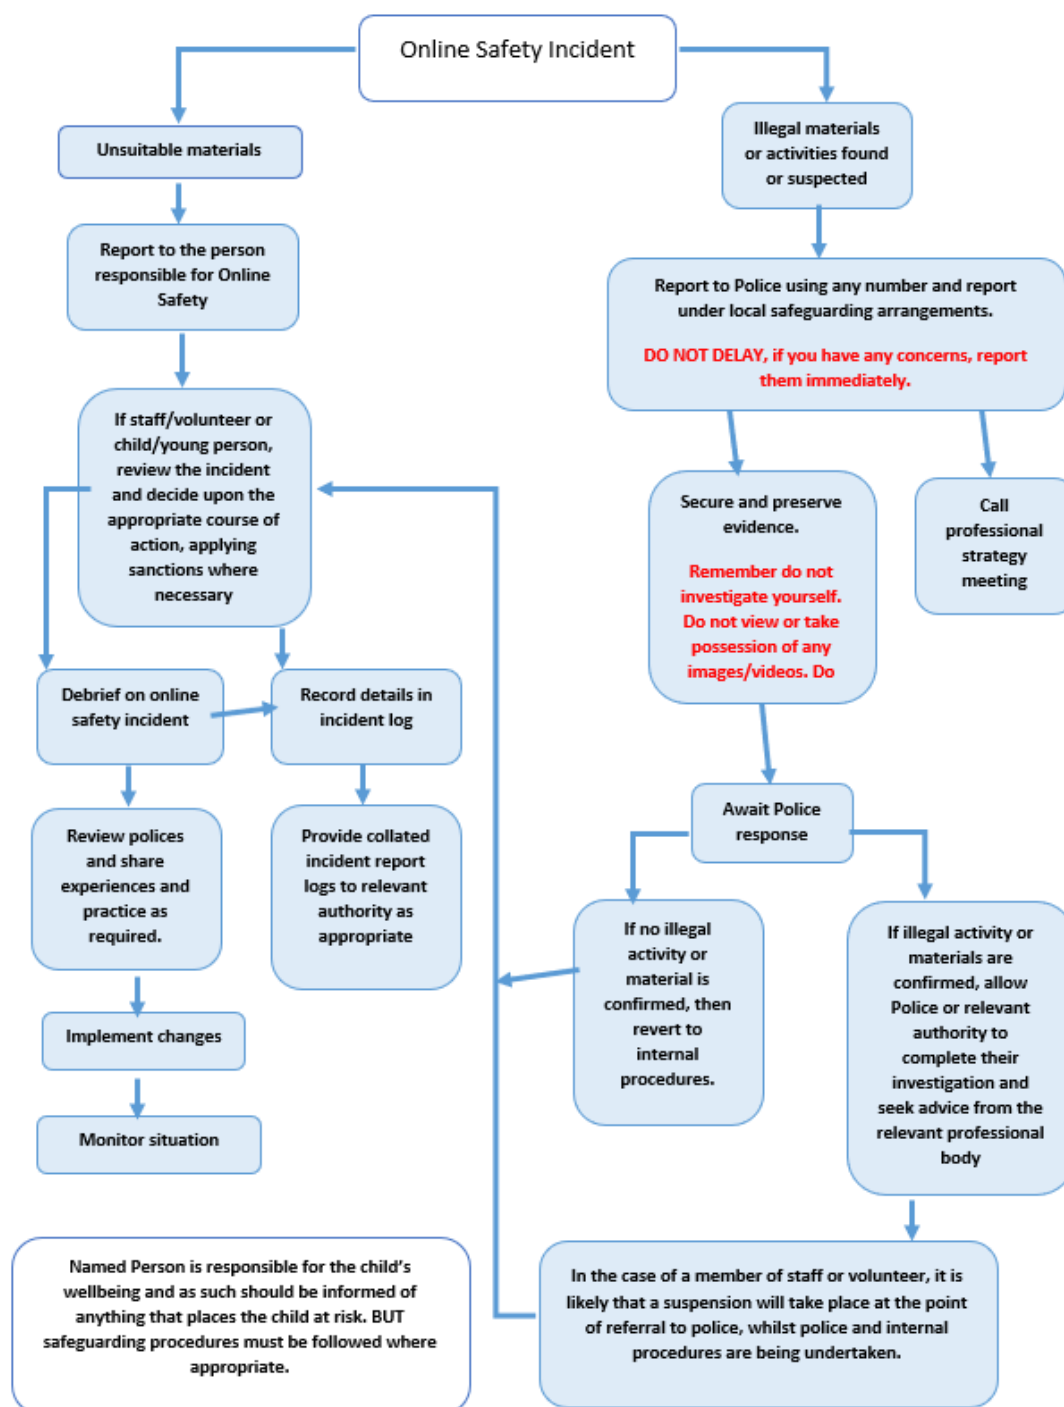 Online Safety Incident
Unsuitable materials
Illegal materials
or activities found
or suspected
Report to the person
responsible for Online
Safety
Report to Police using any number and report
under local safeguarding arrangements.
DO NOT DELAY, if you have any concerns, report
them immediately.
If staff/volunteer or
child/young person,
review the incident
and decide upon the
appropriate course of
action, applying
sanctions where
necessary
Secure and preserve
evidence.
Remember do not
investigate yourself.
Do not view or take
possession of any
images/videos. Do
Call
professional
strategy
meeting
Debrief on online
safety incident
Record details in
incident log
Review polices
and share
experiences and
practice as
required.
Provide collated
incident report
logs to relevant
authority as
appropriate
Await Police
response
If no illegal
activity or
material is
confirmed, then
revert to
internal
procedures.
If illegal activity or
materials are
confirmed, allow
Police or relevant
authority to
complete their
investigation and
seek advice from the
relevant professional
body
Implement changes
Monitor situation
Named Person is responsible for the child's
wellbeing and as such should be informed of
anything that places the child at risk. BUT
safeguarding procedures must be followed where
appropriate.
In the case of a member of staff or volunteer, it is
likely that a suspension will take place at the point
of referral to police, whilst police and internal
procedures are being undertaken.